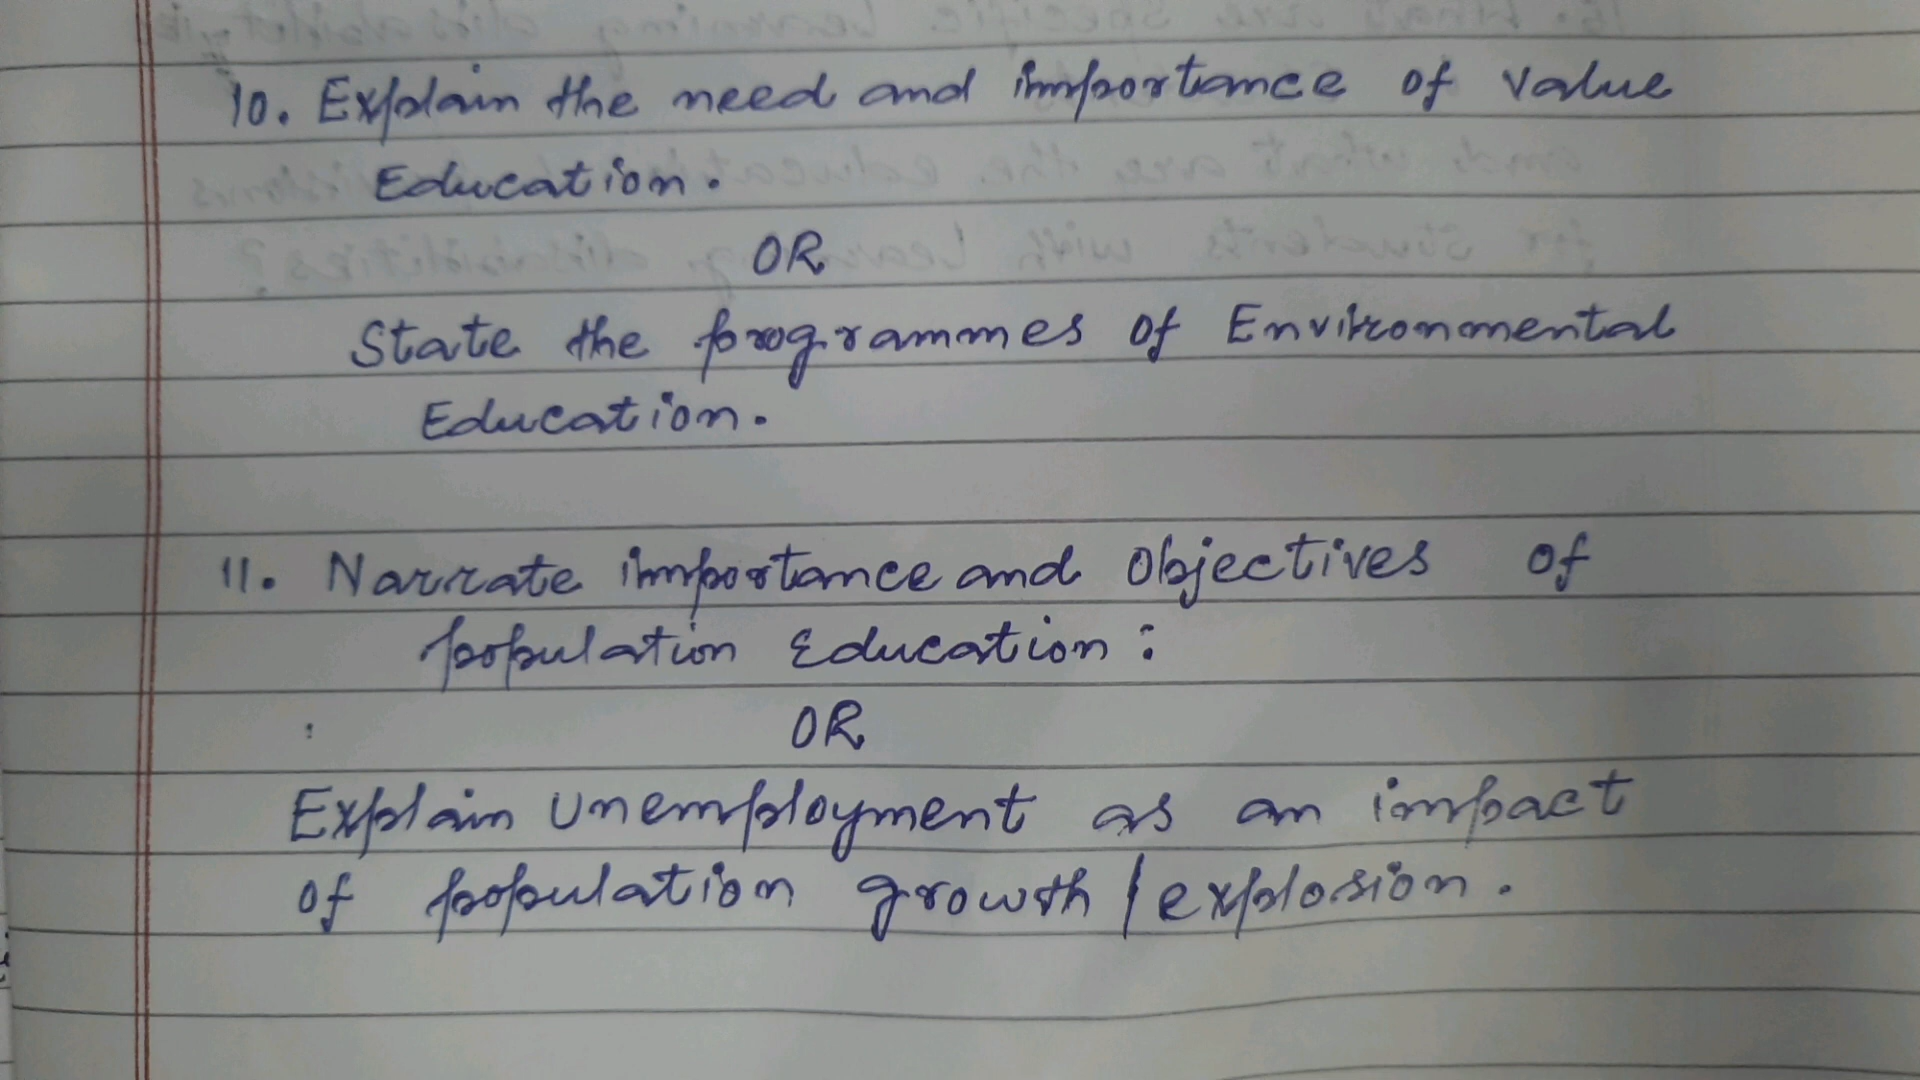 10. Explain the need and importance of value
Education.
OR
State the programmes of Environmental
Education.
11. Narrate importance and objectives of
population Education:
OR
Explain unemployment as an impact
of population growth / explosion.